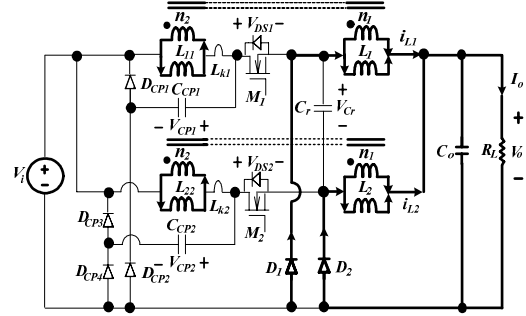 n2 + VDS1 − n1
L11 Lk1 M1 L1 iL1
DCP1 CCP1
− VCP1 +
Cr + VCr −
Io
n2 + VDS2 − n1
Vi + −
L22 Lk2 M2 L2 iL2
Co RL + Vo −
DCP3 CCP2
− VCP2 +
DCP4 DCP2 D1 D2